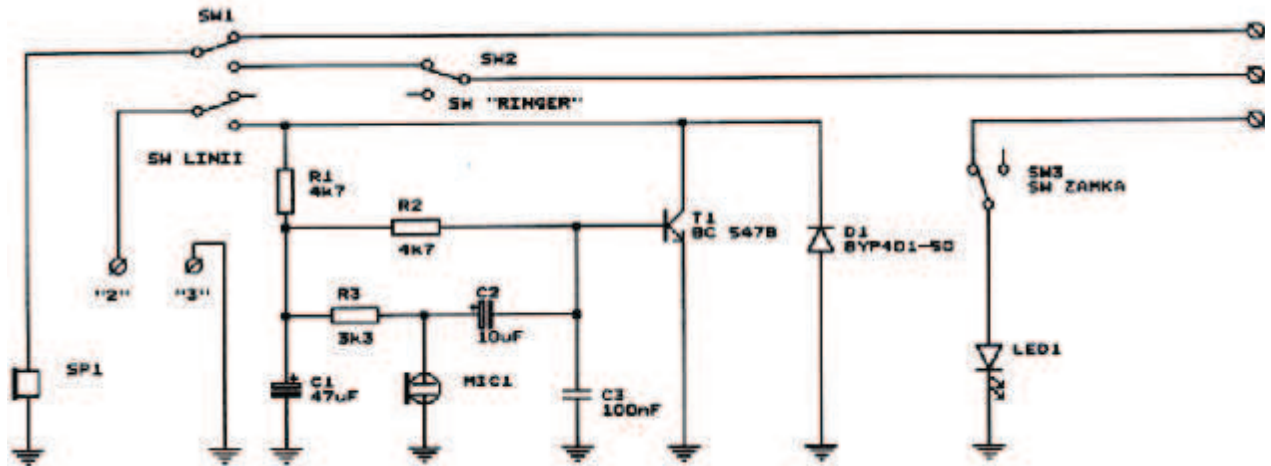 SW1
SW2
SW "RINGER"
SW LINII
R1
4k7
R2
4k7
T1
BC 547B
D1
BYP401-50
SW3
SW ZAMKA
"2"
"3"
R3
3k3
C2
10uF
SP1
C1
47uF
MIC1
C3
100nF
LED1